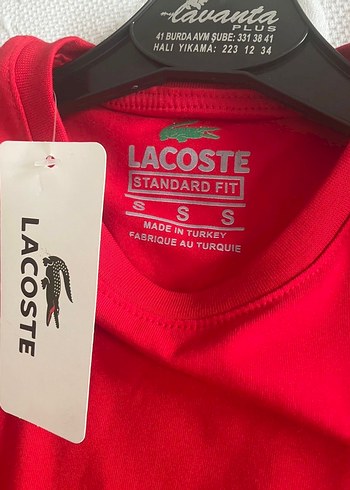 lavanta
PLUS
41 BURDA AVM ŞUBE: 331 38 41
HALI YIKAMA: 223 12 34
LACOSTE
STANDARD FIT
S S S
MADE IN TURKEY
FABRIQUE AU TURQUIE
LACOSTE